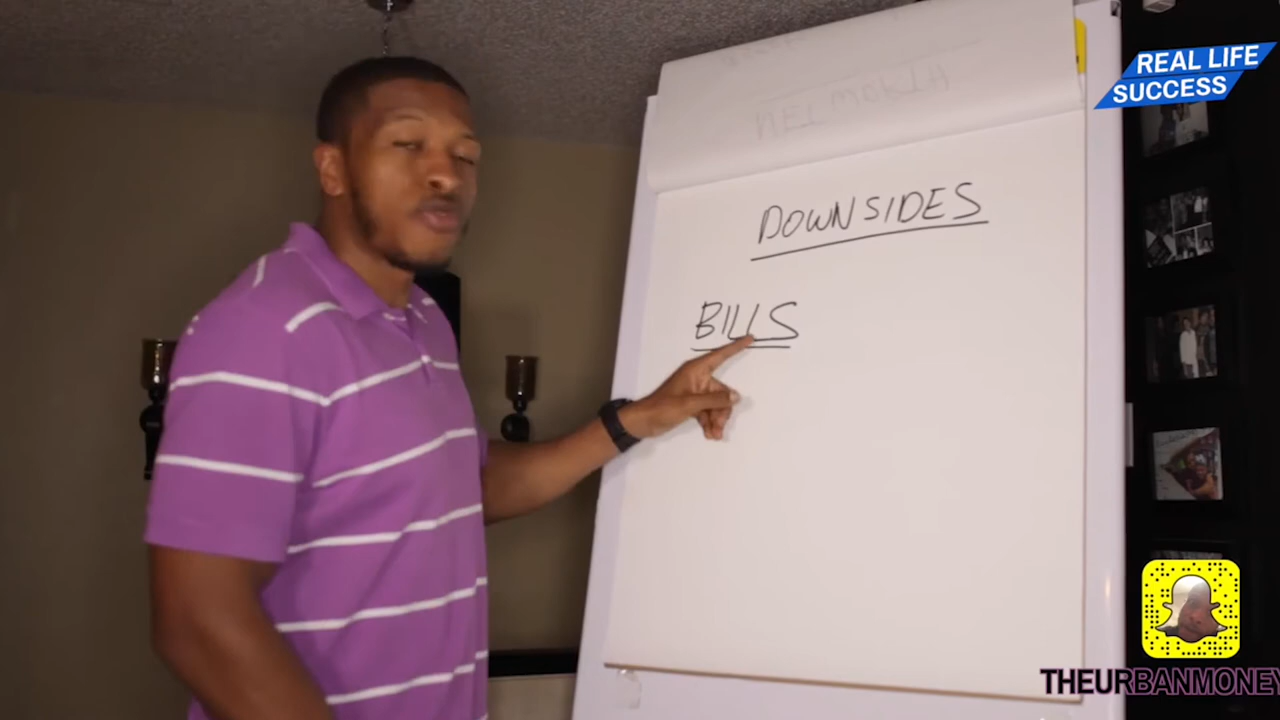 REAL LIFE
SUCCESS
DOWNSIDES
BILLS
THEURBANMONEY